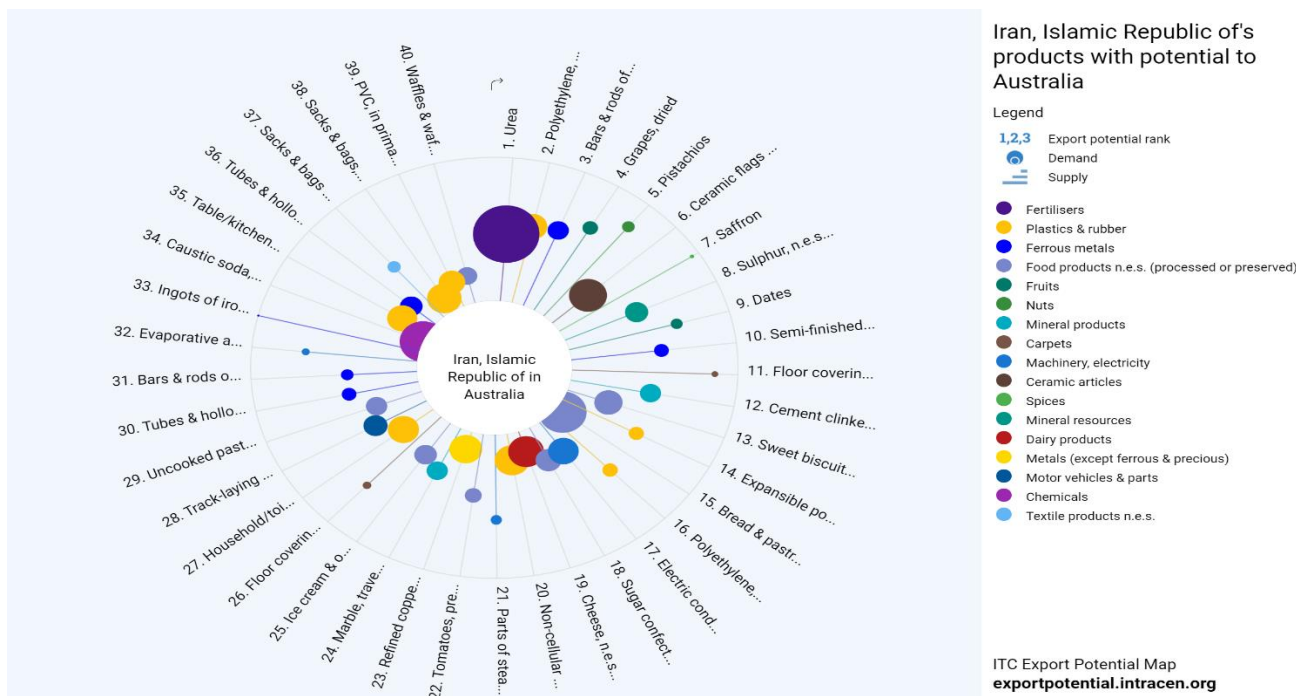 1. Urea
2. Polyethylene, ...
3. Bars & rods of...
4. Grapes, dried
5. Pistachios
6. Ceramic flags ...
7. Saffron
8. Sulphur, n.e.s...
9. Dates
10. Semi-finished...
11. Floor coverin...
12. Cement clinke...
13. Sweet biscuit...
14. Expansible po...
15. Bread & pastr...
16. Polyethylene,...
17. Electric cond...
18. Sugar confect...
19. Cheese, n.e.s...
20. Non-cellular ...
21. Parts of stea...
22. Tomatoes, pre...
23. Refined coppe...
24. Marble, trave...
25. Ice cream & o...
26. Floor coverin...
27. Household/toi...
28. Track-laying ...
29. Uncooked past...
30. Tubes & hollo...
31. Bars & rods o...
32. Evaporative a...
33. Ingots of iro...
34. Caustic soda,...
35. Table/kitchen...
36. Tubes & hollo...
37. Sacks & bags ...
38. Sacks & bags,...
39. PVC, in prima...
40. Waffles & waf...
Iran, Islamic
Republic of in
Australia
Iran, Islamic Republic of's
products with potential to
Australia
Legend
1,2,3 Export potential rank
Demand
Supply
Fertilisers
Plastics & rubber
Ferrous metals
Food products n.e.s. (processed or preserved)
Fruits
Nuts
Mineral products
Carpets
Machinery, electricity
Ceramic articles
Spices
Mineral resources
Dairy products
Metals (except ferrous & precious)
Motor vehicles & parts
Chemicals
Textile products n.e.s.
ITC Export Potential Map
exportpotential.intracen.org